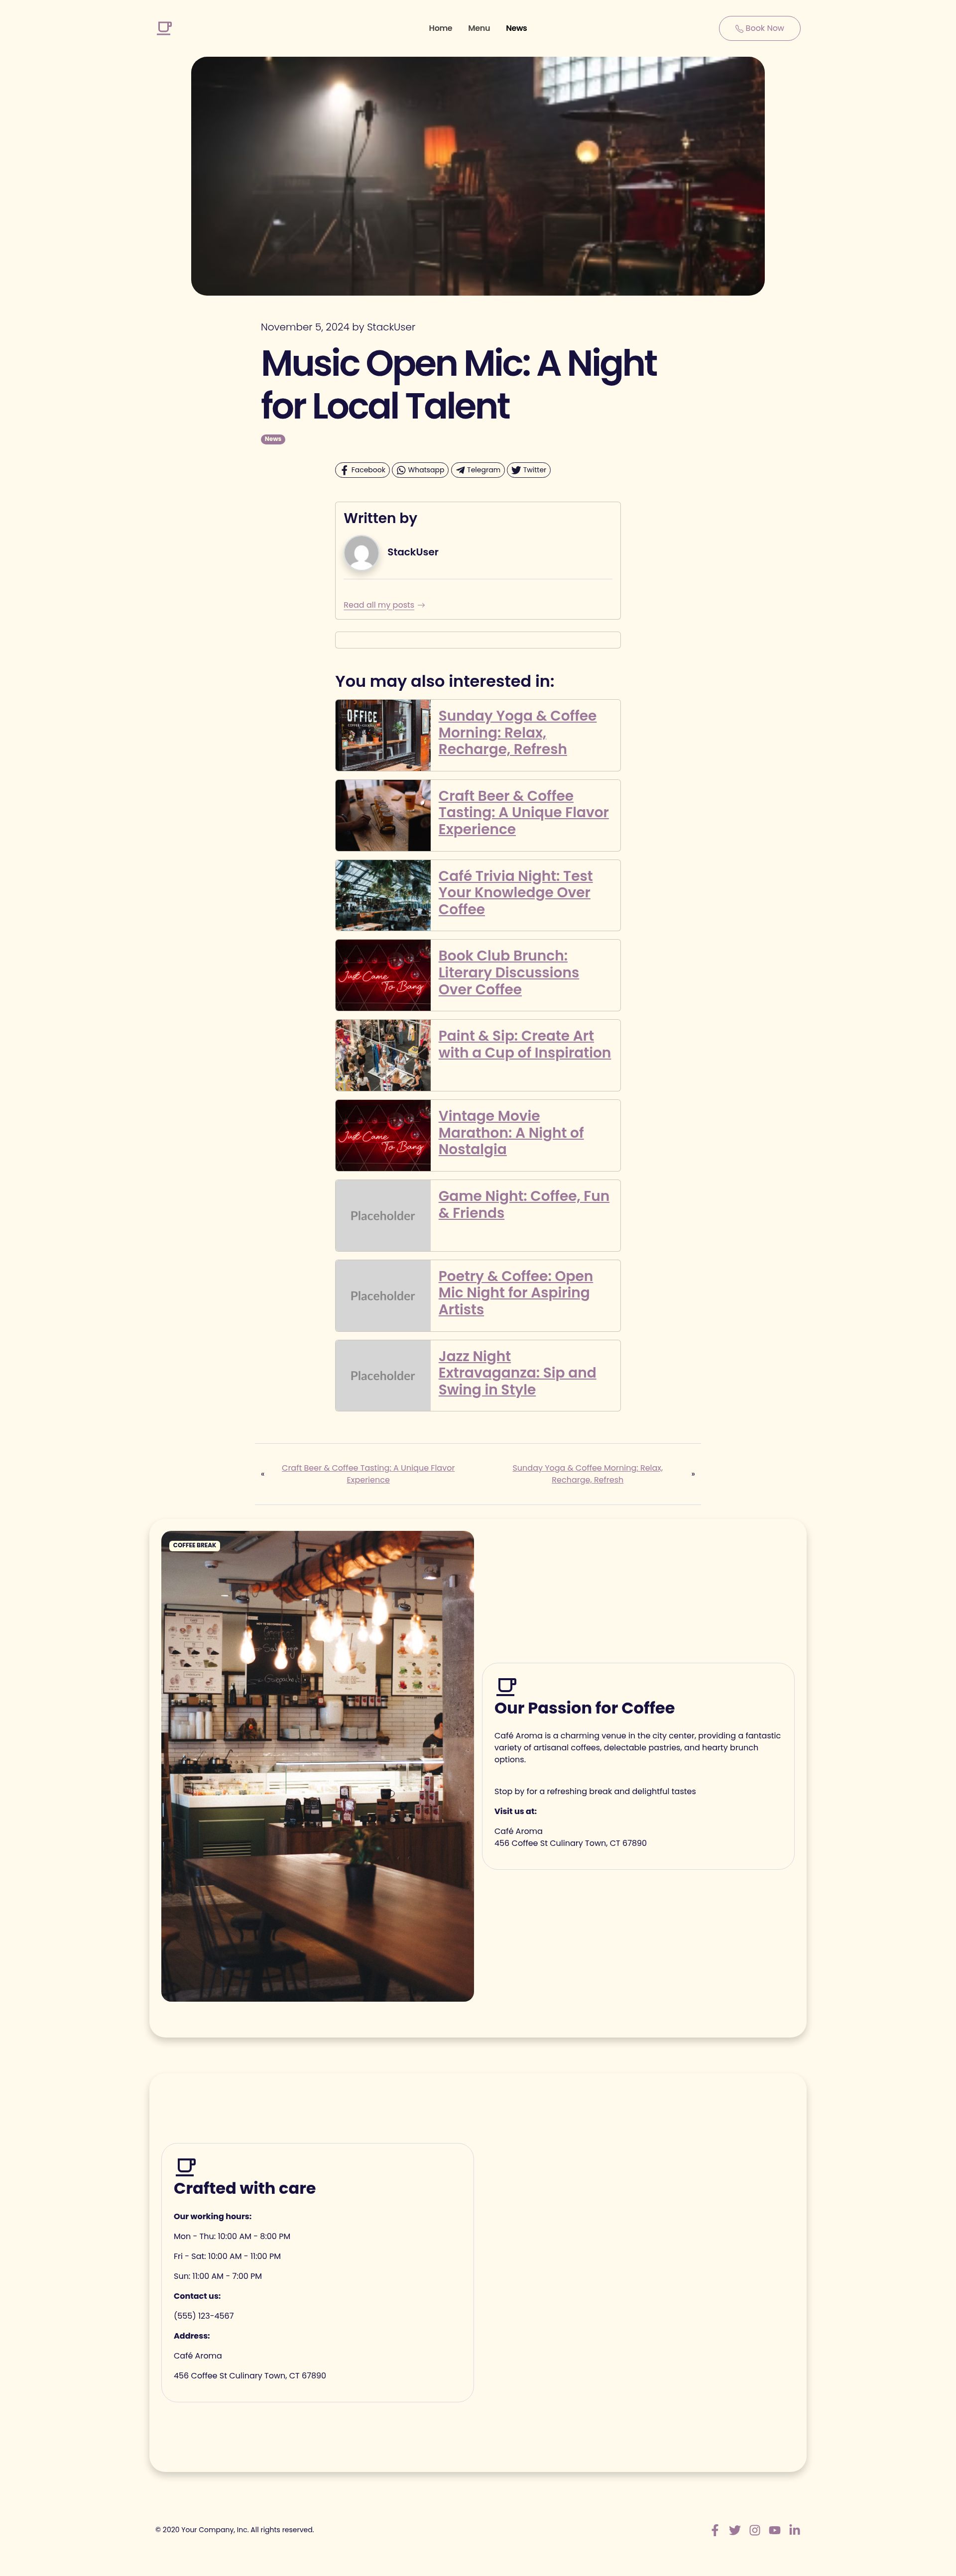 Home Menu News
Book Now
November 5, 2024 by StackUser
Music Open Mic: A Night
for Local Talent
News
Facebook Whatsapp Telegram Twitter
Written by
StackUser
Read all my posts →
You may also interested in:
OFFICE
Sunday Yoga & Coffee
Morning: Relax,
Recharge, Refresh
Craft Beer & Coffee
Tasting: A Unique Flavor
Experience
Café Trivia Night: Test
Your Knowledge Over
Coffee
Just Came
To Bang
Book Club Brunch:
Literary Discussions
Over Coffee
Paint & Sip: Create Art
with a Cup of Inspiration
Just Came
To Bang
Vintage Movie
Marathon: A Night of
Nostalgia
Placeholder
Game Night: Coffee, Fun
& Friends
Placeholder
Poetry & Coffee: Open
Mic Night for Aspiring
Artists
Placeholder
Jazz Night
Extravaganza: Sip and
Swing in Style
« Craft Beer & Coffee Tasting: A Unique Flavor
Experience
Sunday Yoga & Coffee Morning: Relax, »
Recharge, Refresh
COFFEE BREAK
Our Passion for Coffee
Café Aroma is a charming venue in the city center, providing a fantastic
variety of artisanal coffees, delectable pastries, and hearty brunch
options.
Stop by for a refreshing break and delightful tastes
Visit us at:
Café Aroma
456 Coffee St Culinary Town, CT 67890
Crafted with care
Our working hours:
Mon - Thu: 10:00 AM - 8:00 PM
Fri - Sat: 10:00 AM - 11:00 PM
Sun: 11:00 AM - 7:00 PM
Contact us:
(555) 123-4567
Address:
Café Aroma
456 Coffee St Culinary Town, CT 67890
© 2020 Your Company, Inc. All rights reserved.